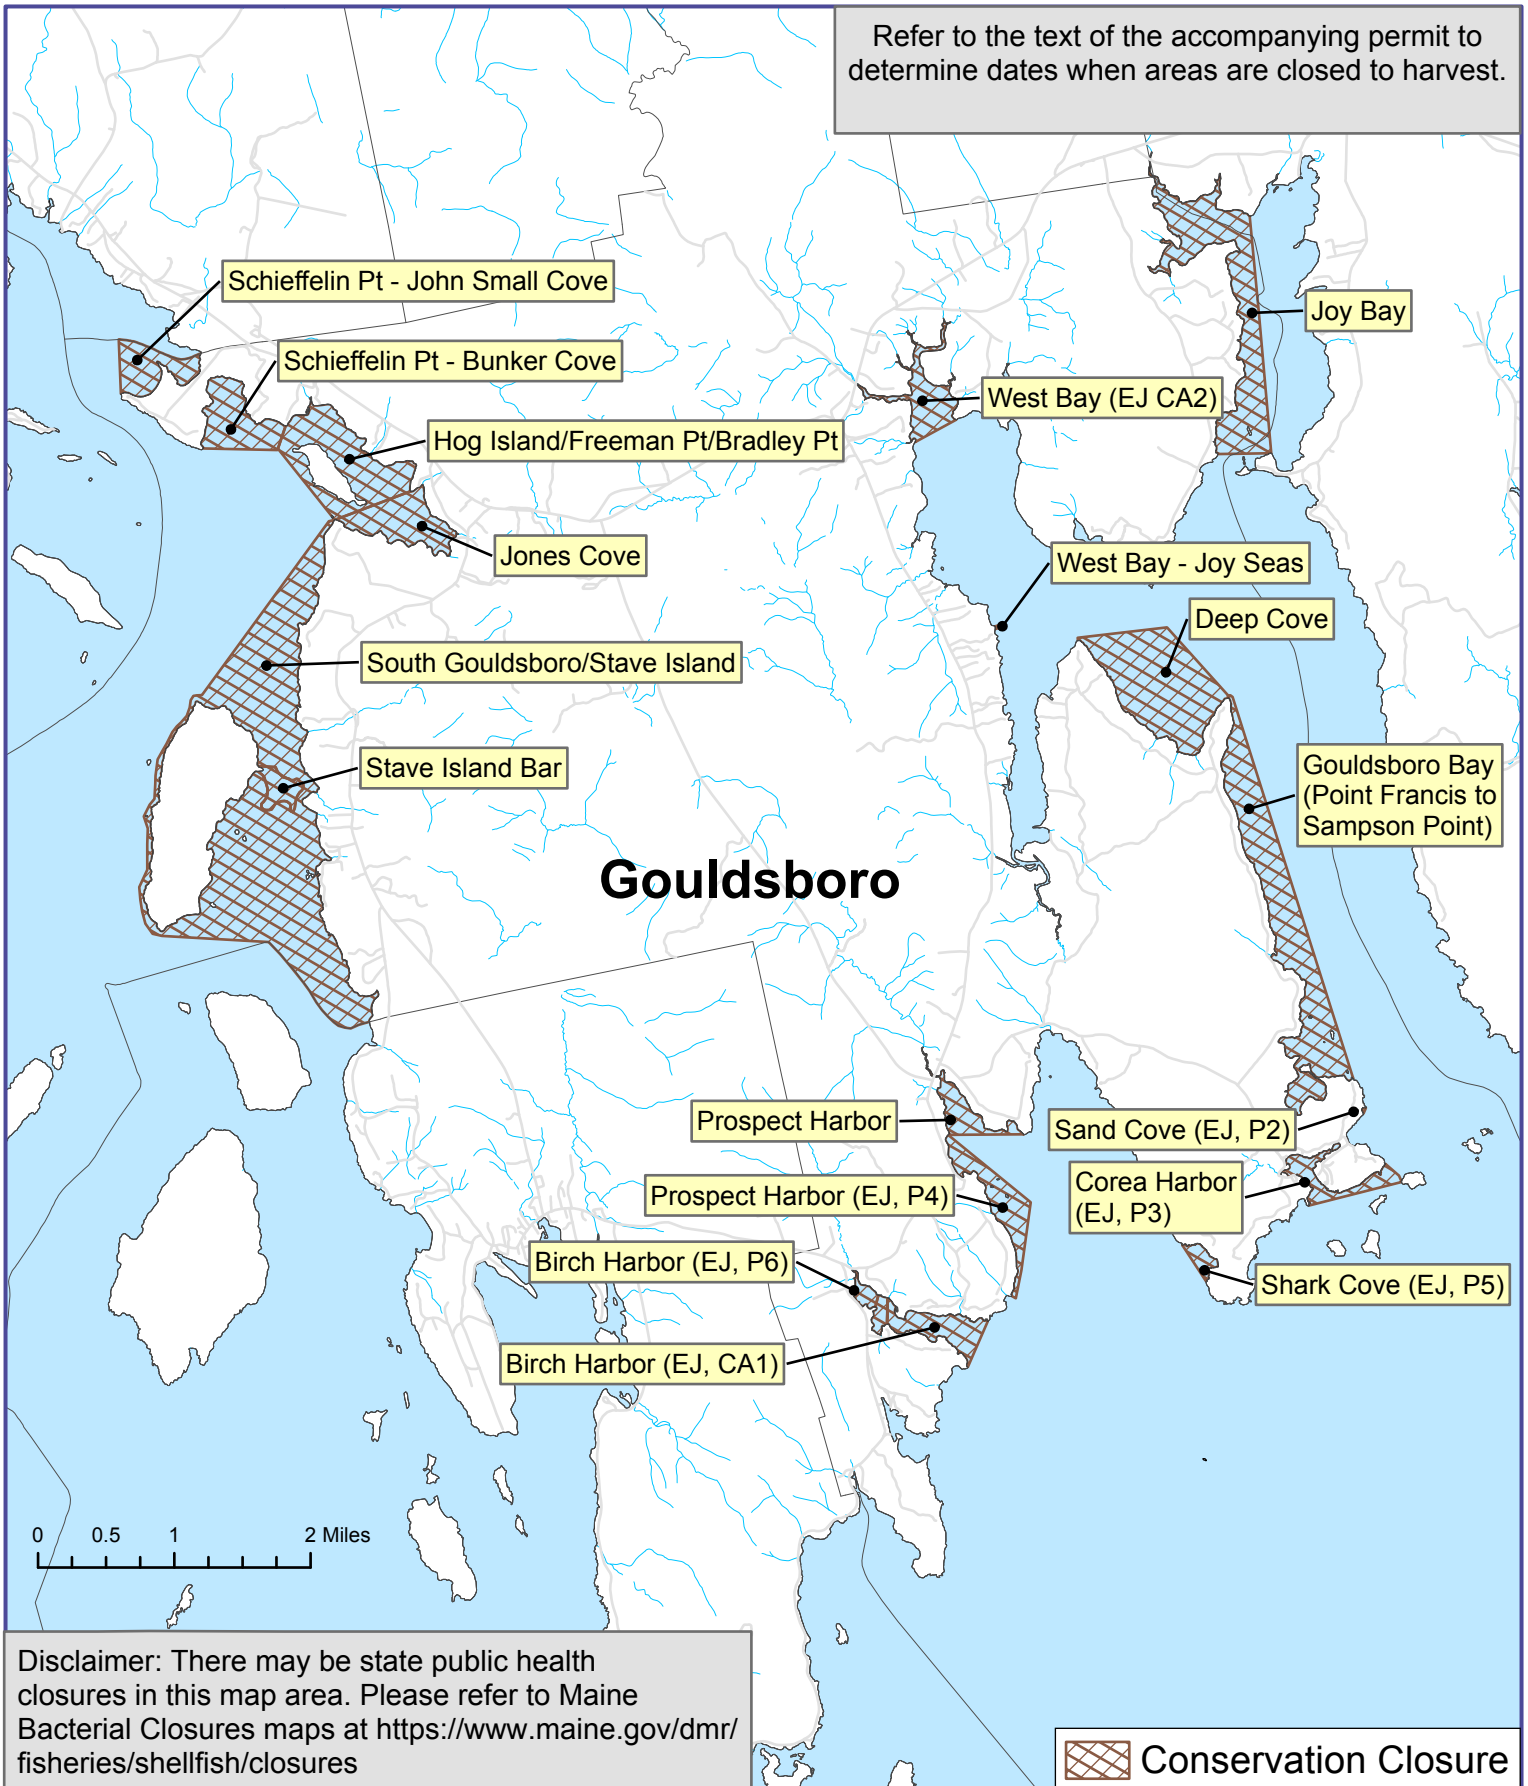 Refer to the text of the accompanying permit to
determine dates when areas are closed to harvest.
Schieffelin Pt - John Small Cove
Joy Bay
Schieffelin Pt - Bunker Cove
West Bay (EJ CA2)
Hog Island/Freeman Pt/Bradley Pt
Jones Cove
West Bay - Joy Seas
Deep Cove
South Gouldsboro/Stave Island
Stave Island Bar
Gouldsboro Bay
(Point Francis to
Sampson Point)
Gouldsboro
Prospect Harbor
Sand Cove (EJ, P2)
Prospect Harbor (EJ, P4)
Corea Harbor
(EJ, P3)
Birch Harbor (EJ, P6)
Shark Cove (EJ, P5)
Birch Harbor (EJ, CA1)
0 0.5 1 2 Miles
Disclaimer: There may be state public health
closures in this map area. Please refer to Maine
Bacterial Closures maps at https://www.maine.gov/dmr/
fisheries/shellfish/closures
Conservation Closure